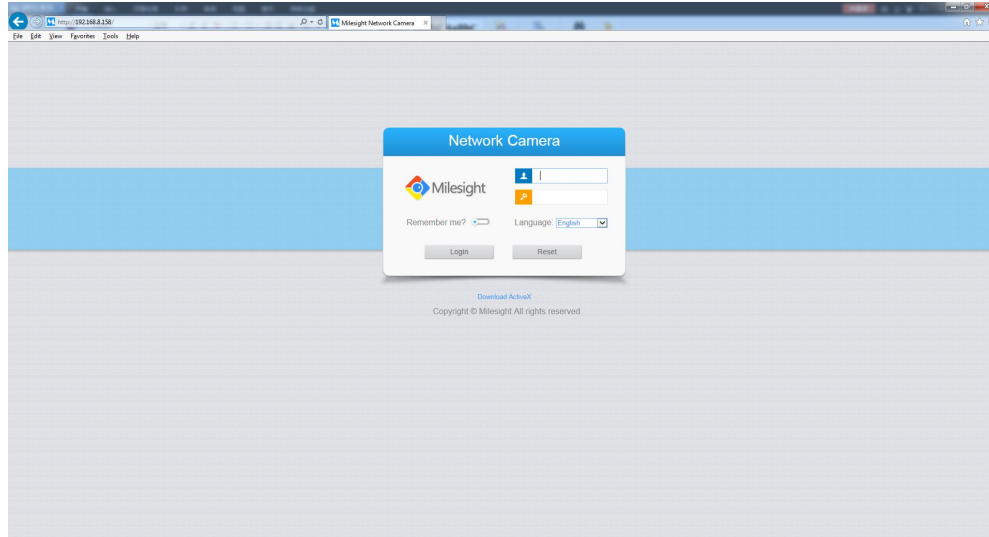 http://192.168.8.158/
Milesight Network Camera
File Edit View Favorites Tools Help
Network Camera
Milesight
Remember me?
Language: English
Login Reset
Download ActiveX
Copyright © Milesight All rights reserved.